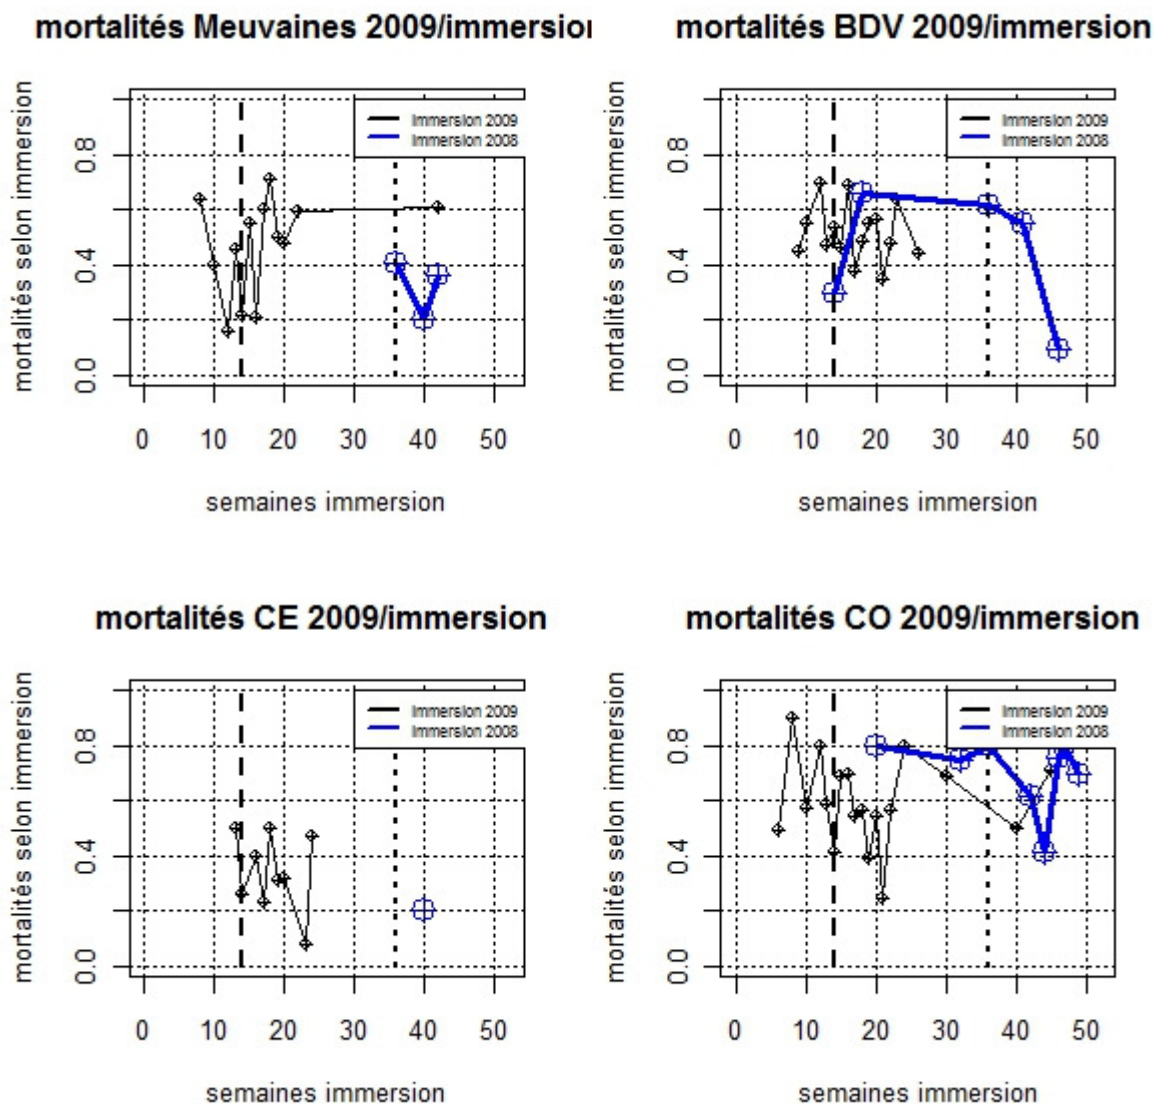 mortalités Meuvaines 2009/immersion
mortalités selon immersion
0.0 0.4 0.8
Immersion 2009
Immersion 2008
0 10 20 30 40 50
semaines immersion
mortalités BDV 2009/immersion
mortalités selon immersion
0.0 0.4 0.8
Immersion 2009
Immersion 2008
0 10 20 30 40 50
semaines immersion
mortalités CE 2009/immersion
mortalités selon immersion
0.0 0.4 0.8
Immersion 2009
Immersion 2008
0 10 20 30 40 50
semaines immersion
mortalités CO 2009/immersion
mortalités selon immersion
0.0 0.4 0.8
Immersion 2009
Immersion 2008
0 10 20 30 40 50
semaines immersion